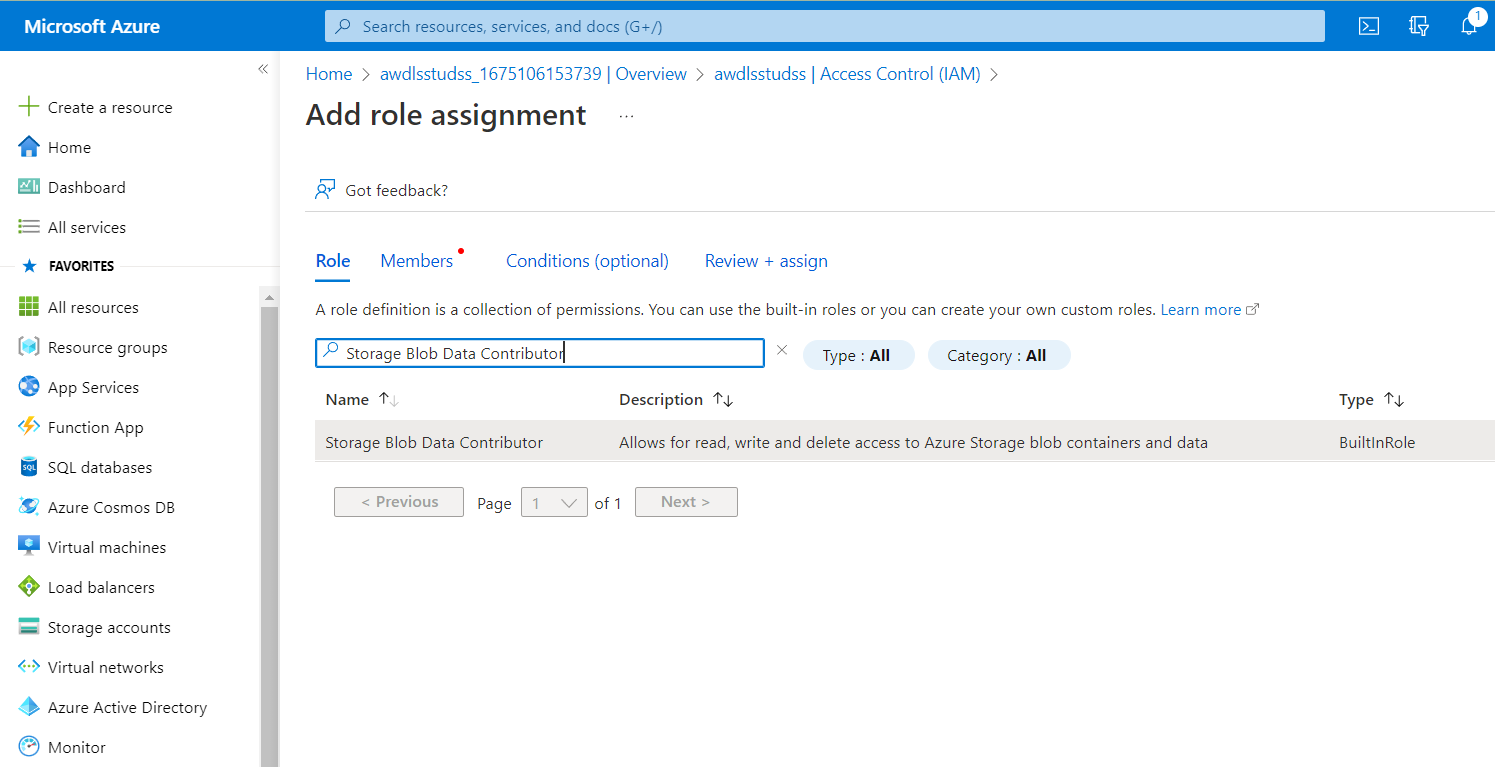 Microsoft Azure
Search resources, services, and docs (G+/)
1
«
Home > awdlsstudss_1675106153739 | Overview > awdlsstudss | Access Control (IAM) >
Add role assignment ...
Got feedback?
Create a resource
Home
Dashboard
All services
FAVORITES
All resources
Resource groups
App Services
Function App
SQL databases
Azure Cosmos DB
Virtual machines
Load balancers
Storage accounts
Virtual networks
Azure Active Directory
Monitor
Role Members Conditions (optional) Review + assign
A role definition is a collection of permissions. You can use the built-in roles or you can create your own custom roles. Learn more
Storage Blob Data Contributor
Type : All Category : All
Name Description Type
Storage Blob Data Contributor Allows for read, write and delete access to Azure Storage blob containers and data BuiltInRole
< Previous Page 1 of 1 Next >